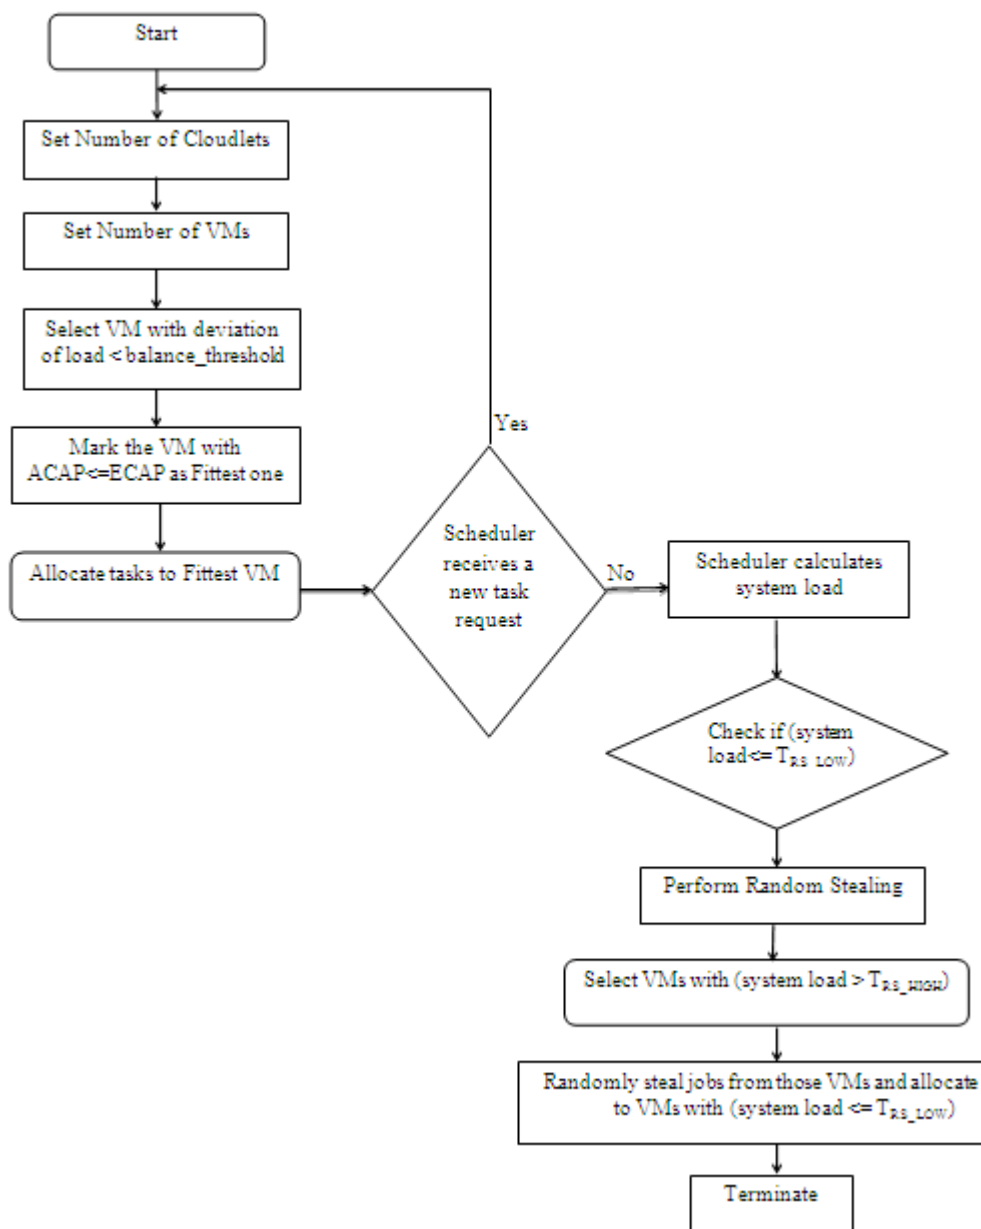 Start
Set Number of Cloudlets
Set Number of VMs
Select VM with deviation
of load < balance_threshold
Mark the VM with
ACAP<=ECAP as Fittest one
Allocate tasks to Fittest VM
Yes
Scheduler
receives a
new task
request
No
Scheduler calculates
system load
Check if (system
load<= TRS_LOW)
Perform Random Stealing
Select VMs with (system load > TRS_HIGH)
Randomly steal jobs from those VMs and allocate
to VMs with (system load <= TRS_LOW)
Terminate